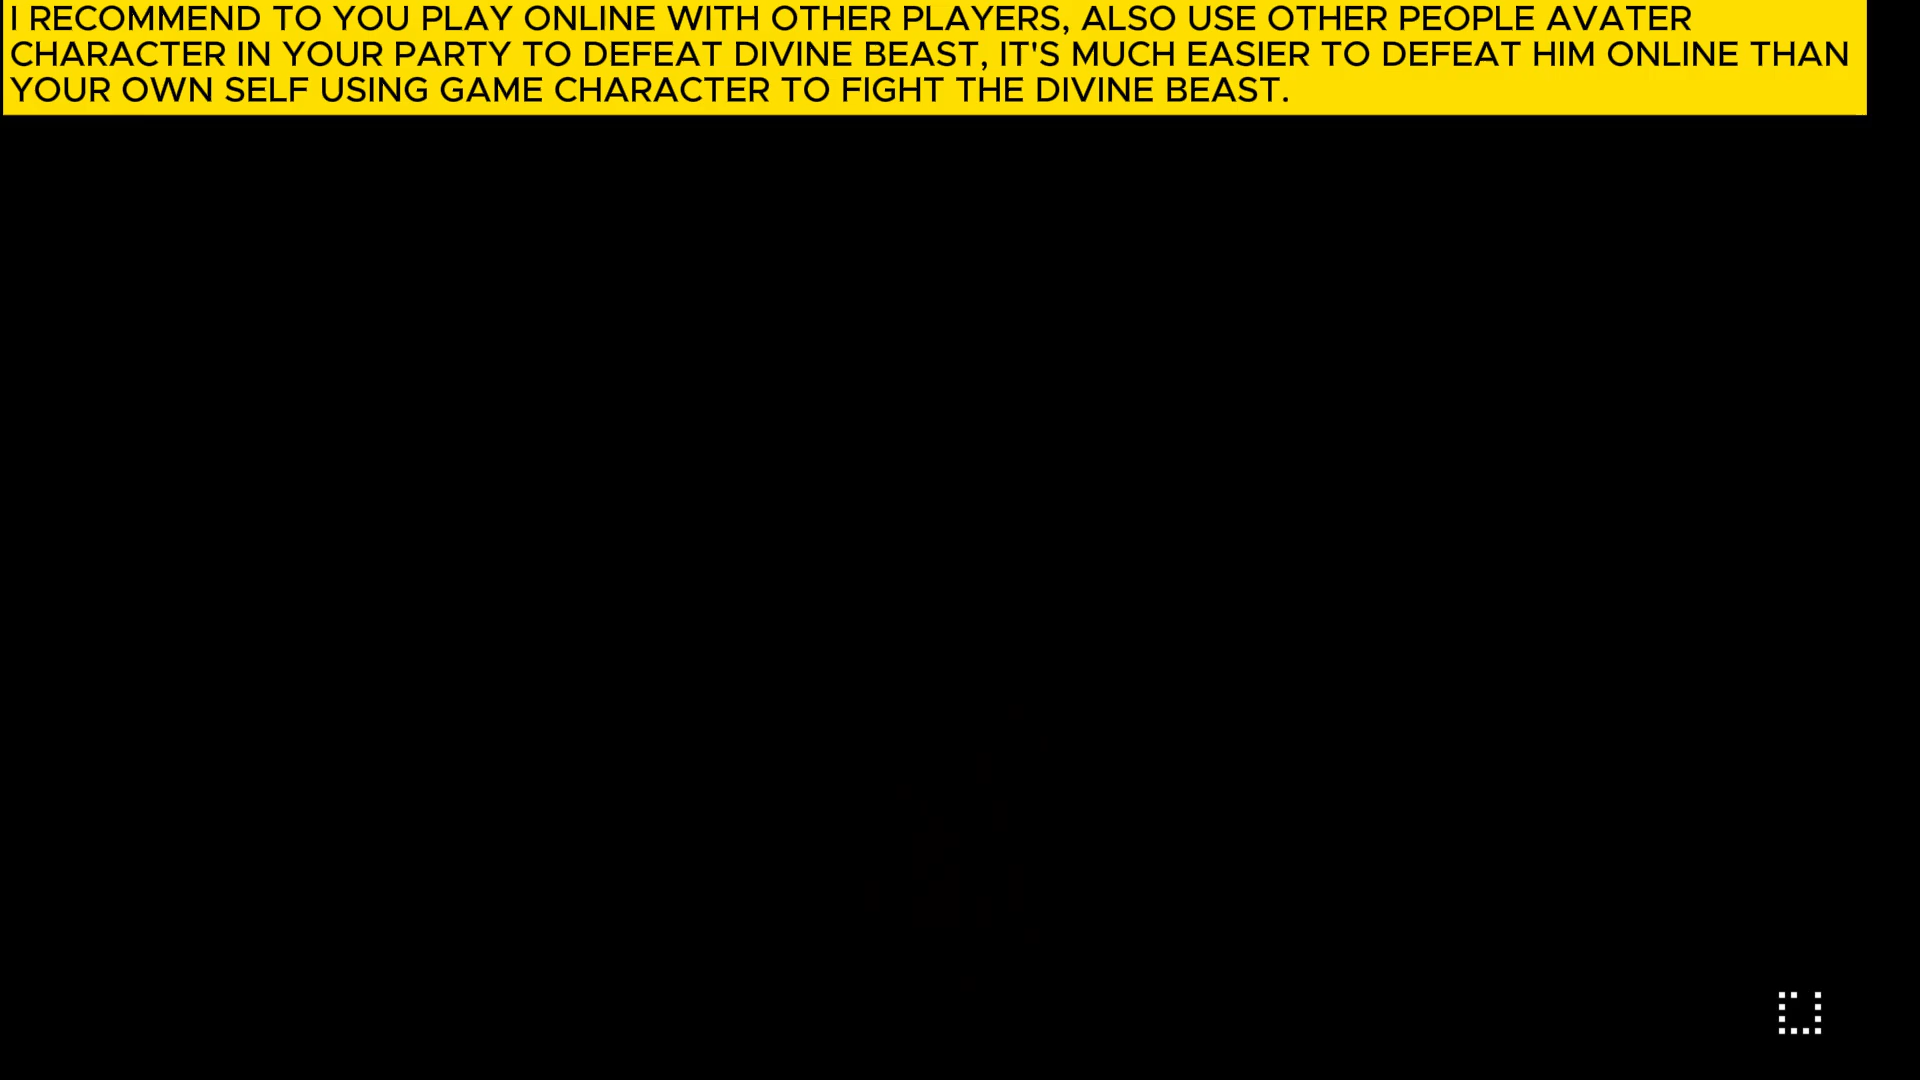 I RECOMMEND TO YOU PLAY ONLINE WITH OTHER PLAYERS, ALSO USE OTHER PEOPLE AVATER
CHARACTER IN YOUR PARTY TO DEFEAT DIVINE BEAST, IT'S MUCH EASIER TO DEFEAT HIM ONLINE THAN
YOUR OWN SELF USING GAME CHARACTER TO FIGHT THE DIVINE BEAST.